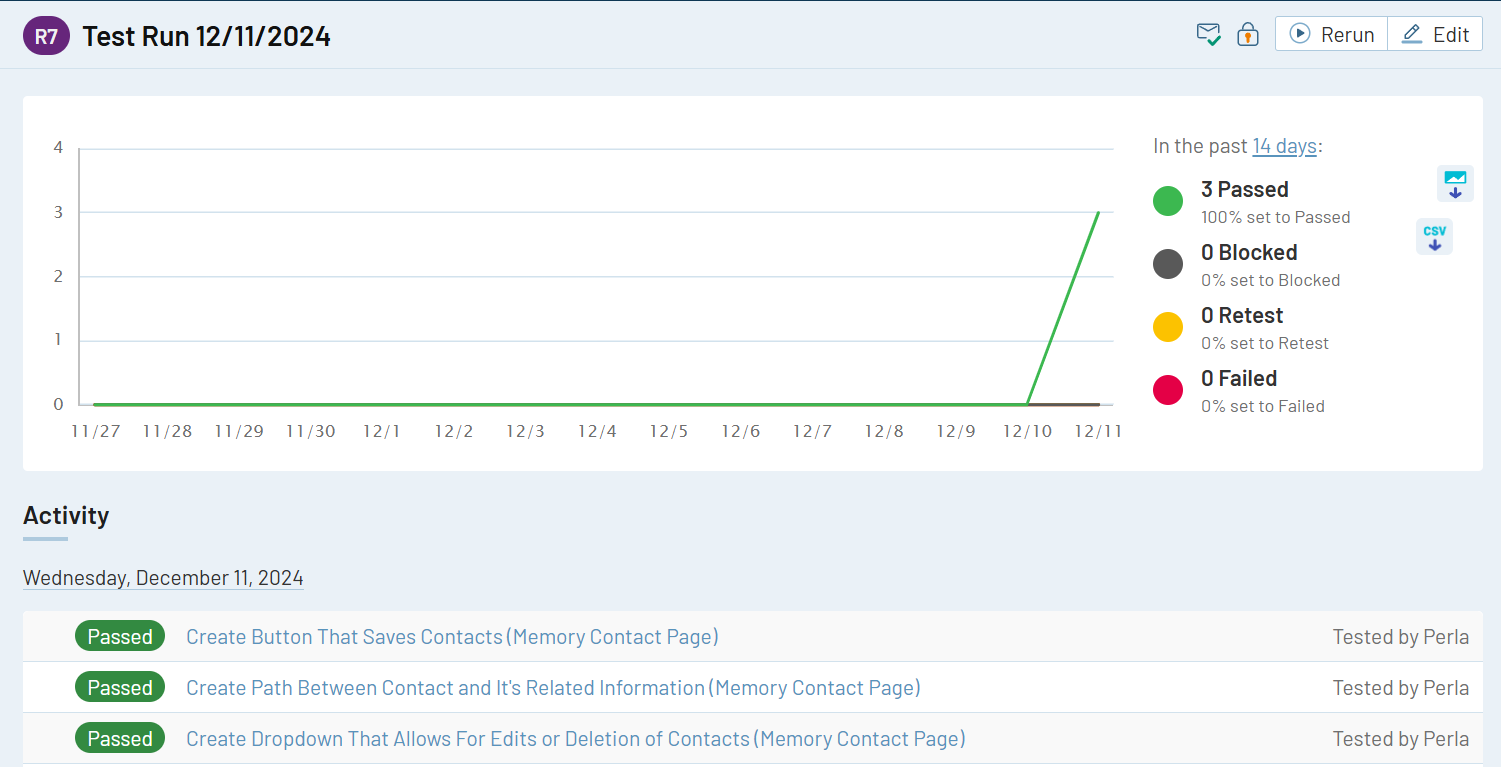 R7 Test Run 12/11/2024
Rerun
Edit
4
3
2
1
0
11/27 11/28 11/29 11/30 12/1 12/2 12/3 12/4 12/5 12/6 12/7 12/8 12/9 12/10 12/11
In the past 14 days:
3 Passed
100% set to Passed
0 Blocked
0% set to Blocked
0 Retest
0% set to Retest
0 Failed
0% set to Failed
CSV
Activity
Wednesday, December 11, 2024
Passed Create Button That Saves Contacts (Memory Contact Page) Tested by Perla
Passed Create Path Between Contact and It's Related Information (Memory Contact Page) Tested by Perla
Passed Create Dropdown That Allows For Edits or Deletion of Contacts (Memory Contact Page) Tested by Perla